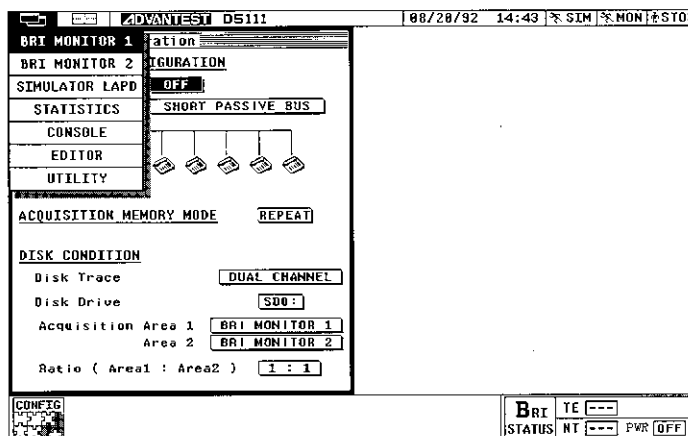 ADVANTEST D5111 08/20/92 14:43 SIM MON STO
BRI MONITOR 1
BRI MONITOR 2
SIMULATOR LAPD
STATISTICS
CONSOLE
EDITOR
UTILITY
ration
IGURATION
OFF
SHORT PASSIVE BUS
ACQUISITION MEMORY MODE REPEAT
DISK CONDITION
Disk Trace DUAL CHANNEL
Disk Drive SD0:
Acquisition Area 1 BRI MONITOR 1
Area 2 BRI MONITOR 2
Ratio ( Area1 : Area2 ) 1 : 1
CONFIG
BRI STATUS
TE ---
NT --- PWR OFF